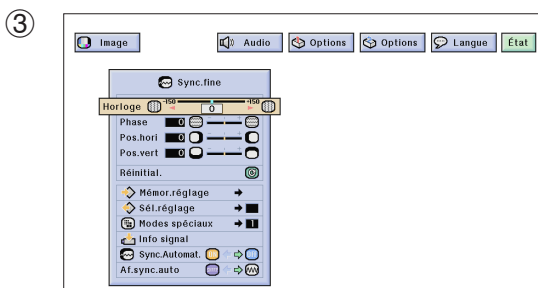 ③
Image Audio Options Options Langue État
Sync.fine
Horloge -150 0 +150
Phase 0
Pos.hori 0
Pos.vert 0
Réinitial.
Mémor.réglage
Sél.réglage
Modes spéciaux 1
Info signal
Sync.Automat.
Af.sync.auto